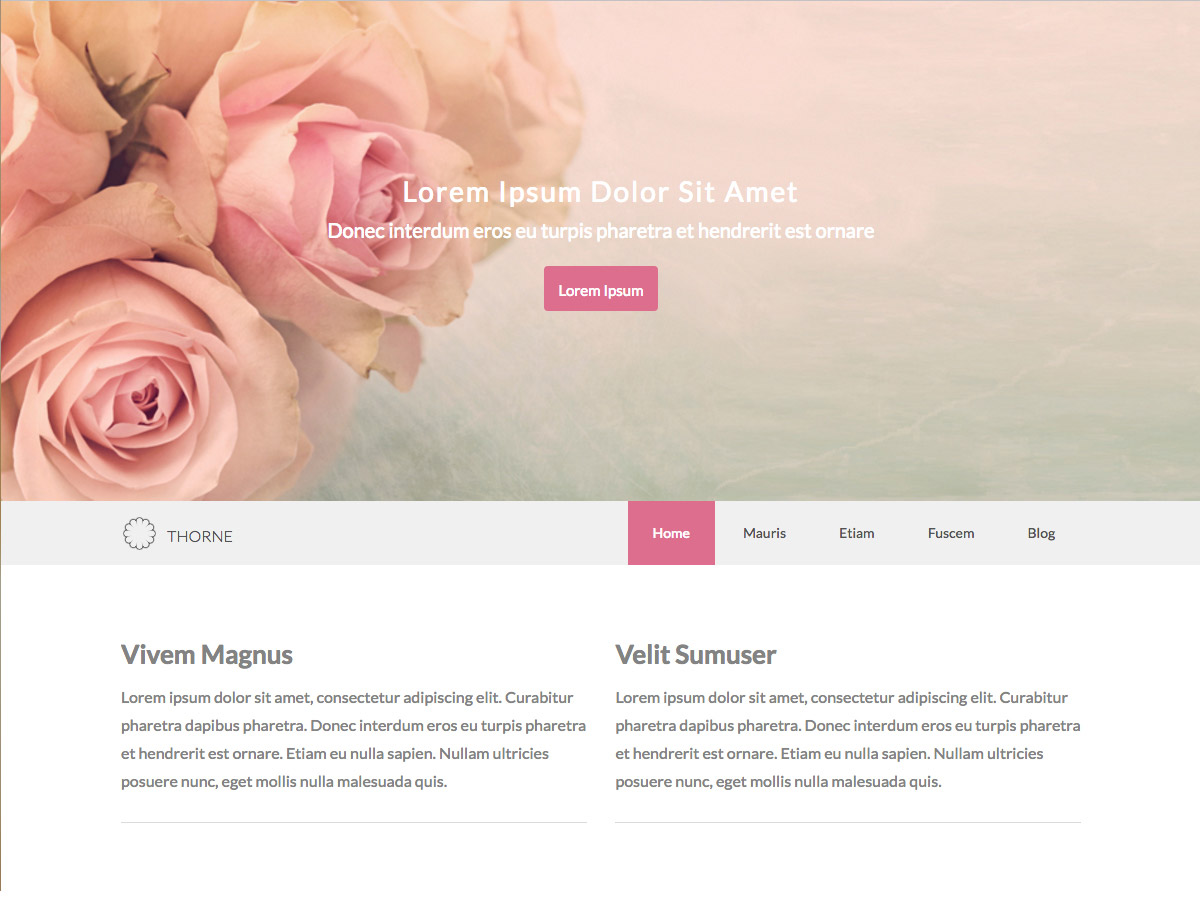 Lorem Ipsum Dolor Sit Amet
Donec interdum eros eu turpis pharetra et hendrerit est ornare
Lorem Ipsum
THORNE
Home Mauris Etiam Fuscem Blog
Vivem Magnus
Lorem ipsum dolor sit amet, consectetur adipiscing elit. Curabitur
pharetra dapibus pharetra. Donec interdum eros eu turpis pharetra
et hendrerit est ornare. Etiam eu nulla sapien. Nullam ultricies
posuere nunc, eget mollis nulla malesuada quis.
Velit Sumuser
Lorem ipsum dolor sit amet, consectetur adipiscing elit. Curabitur
pharetra dapibus pharetra. Donec interdum eros eu turpis pharetra
et hendrerit est ornare. Etiam eu nulla sapien. Nullam ultricies
posuere nunc, eget mollis nulla malesuada quis.